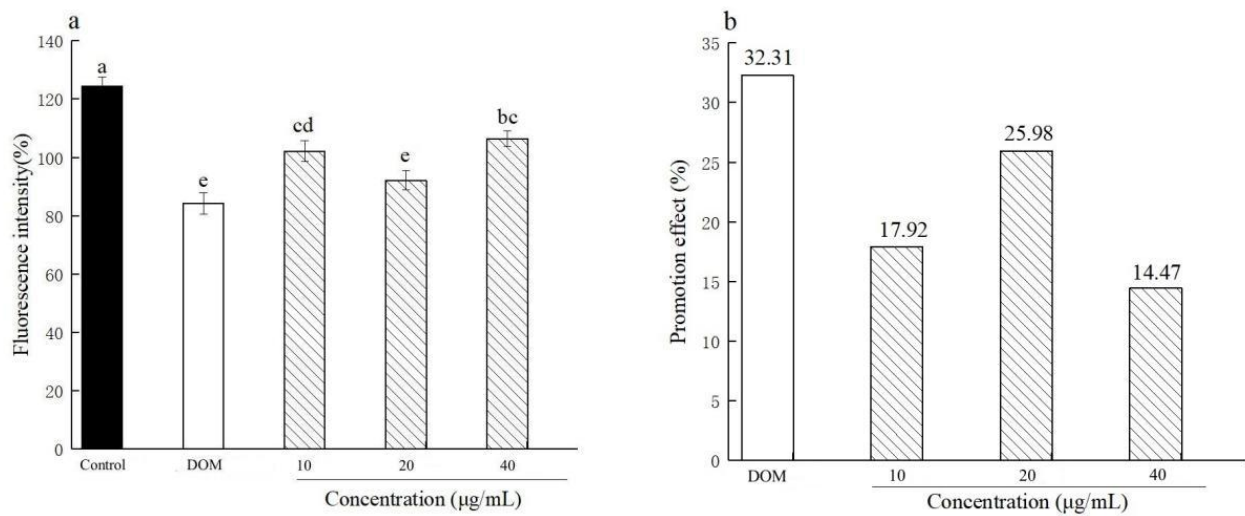 a
Fluorescence intensity(%)
140
120
100
80
60
40
20
0
a
e
cd
e
bc
Control
DOM
10
20
40
Concentration (μg/mL)
b
Promotion effect (%)
35
30
25
20
15
10
5
0
32.31
17.92
25.98
14.47
DOM
10
20
40
Concentration (μg/mL)